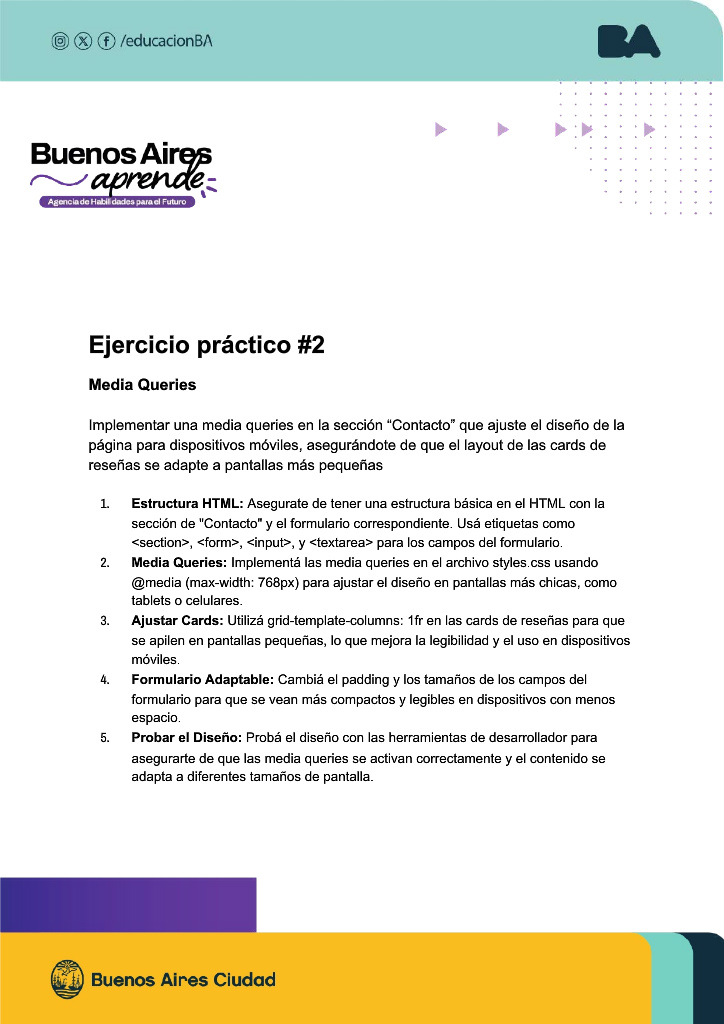 /educacionBA
BA
Buenos Aires
aprende
Agencia de Habilidades para el Futuro
Ejercicio práctico #2
Media Queries
Implementar una media queries en la sección “Contacto” que ajuste el diseño de la
página para dispositivos móviles, asegurándote de que el layout de las cards de
reseñas se adapte a pantallas más pequeñas
1. Estructura HTML: Asegurate de tener una estructura básica en el HTML con la
sección de "Contacto" y el formulario correspondiente. Usá etiquetas como
<section>, <form>, <input>, y <textarea> para los campos del formulario.
2. Media Queries: Implementá las media queries en el archivo styles.css usando
@media (max-width: 768px) para ajustar el diseño en pantallas más chicas, como
tablets o celulares.
3. Ajustar Cards: Utilizá grid-template-columns: 1fr en las cards de reseñas para que
se apilen en pantallas pequeñas, lo que mejora la legibilidad y el uso en dispositivos
móviles.
4. Formulario Adaptable: Cambiá el padding y los tamaños de los campos del
formulario para que se vean más compactos y legibles en dispositivos con menos
espacio.
5. Probar el Diseño: Probá el diseño con las herramientas de desarrollador para
asegurarte de que las media queries se activan correctamente y el contenido se
adapta a diferentes tamaños de pantalla.
Buenos Aires Ciudad